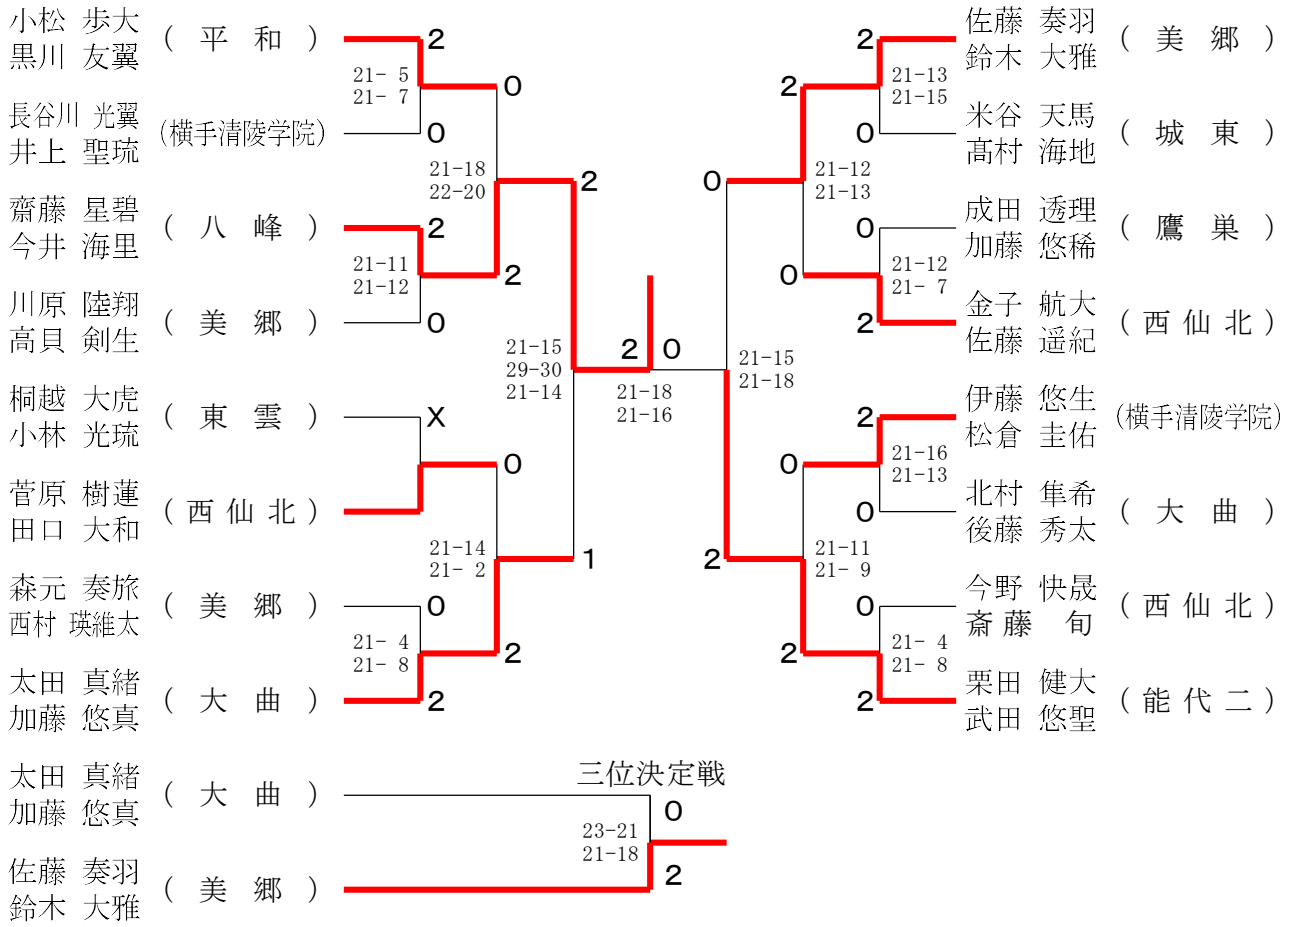 小松 歩大
黒川 友翼
( 平 和 )
2
21- 5
21- 7
0
長谷川 光翼
井上 聖琉
(横手清陵学院)
0
21-18
22-20
2
齋藤 星碧
今井 海里
( 八 峰 )
2
21-11
21-12
2
川原 陸翔
高貝 剣生
( 美 郷 )
0
21-15
29-30
21-14
2
0
21-18
21-16
桐越 大虎
小林 光琉
( 東 雲 )
X
0
菅原 樹蓮
田口 大和
( 西 仙 北 )
21-14
21- 2
1
森元 奏旅
西村 瑛維太
( 美 郷 )
0
21- 4
21- 8
2
太田 真緒
加藤 悠真
( 大 曲 )
2
佐藤 奏羽
鈴木 大雅
( 美 郷 )
2
21-13
21-15
2
米谷 天馬
髙村 海地
( 城 東 )
0
21-12
21-13
0
成田 透理
加藤 悠稀
( 鷹 巣 )
0
21-12
21- 7
0
金子 航大
佐藤 遥紀
( 西 仙 北 )
2
21-15
21-18
伊藤 悠生
松倉 圭佑
(横手清陵学院)
2
21-16
21-13
0
北村 隼希
後藤 秀太
( 大 曲 )
0
21-11
21- 9
2
今野 快晟
斎藤 旬
( 西 仙 北 )
0
21- 4
21- 8
2
栗田 健大
武田 悠聖
( 能 代 二 )
2
三位決定戦
太田 真緒
加藤 悠真
( 大 曲 )
0
23-21
21-18
佐藤 奏羽
鈴木 大雅
( 美 郷 )
2